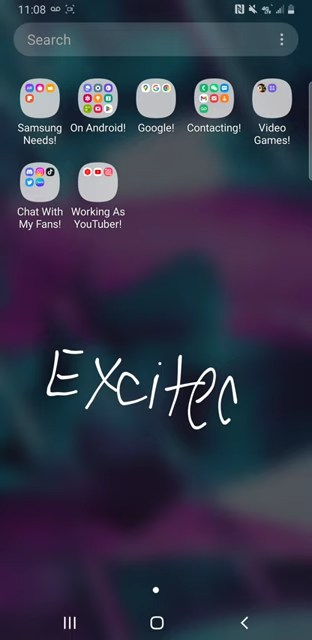 11:08
Search
Samsung Needs!
On Android!
Google!
Contacting!
Video Games!
Chat With My Fans!
Working As YouTuber!
Excitec